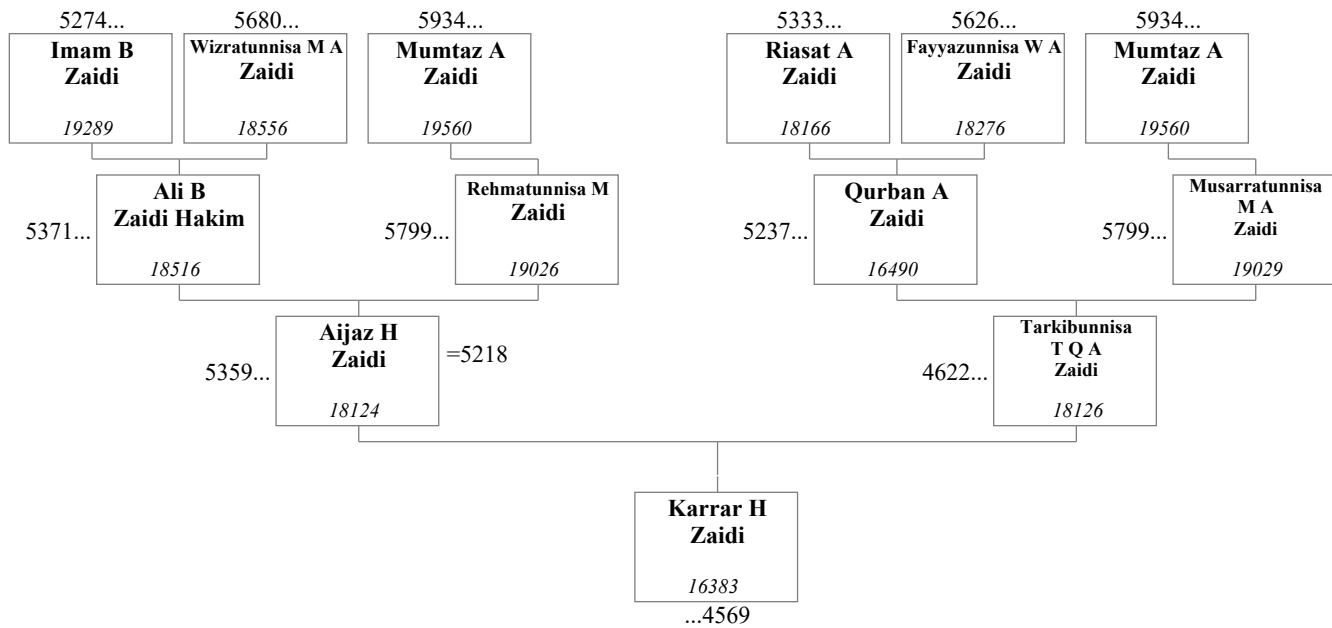 5274...
5680...
5934...
5333...
5626...
5934...
Imam B
Zaidi
19289
Wizratunnisa M A
Zaidi
18556
Mumtaz A
Zaidi
19560
Riasat A
Zaidi
18166
Fayyazunnisa W A
Zaidi
18276
Mumtaz A
Zaidi
19560
5371...
Ali B
Zaidi Hakim
18516
5799...
Rehmatunnisa M
Zaidi
19026
5237...
Qurban A
Zaidi
16490
5799...
Musarratunnisa
M A
Zaidi
19029
5359...
Aijaz H
Zaidi
18124
=5218
4622...
Tarkibunnisa
T Q A
Zaidi
18126
Karrar H
Zaidi
16383
...4569